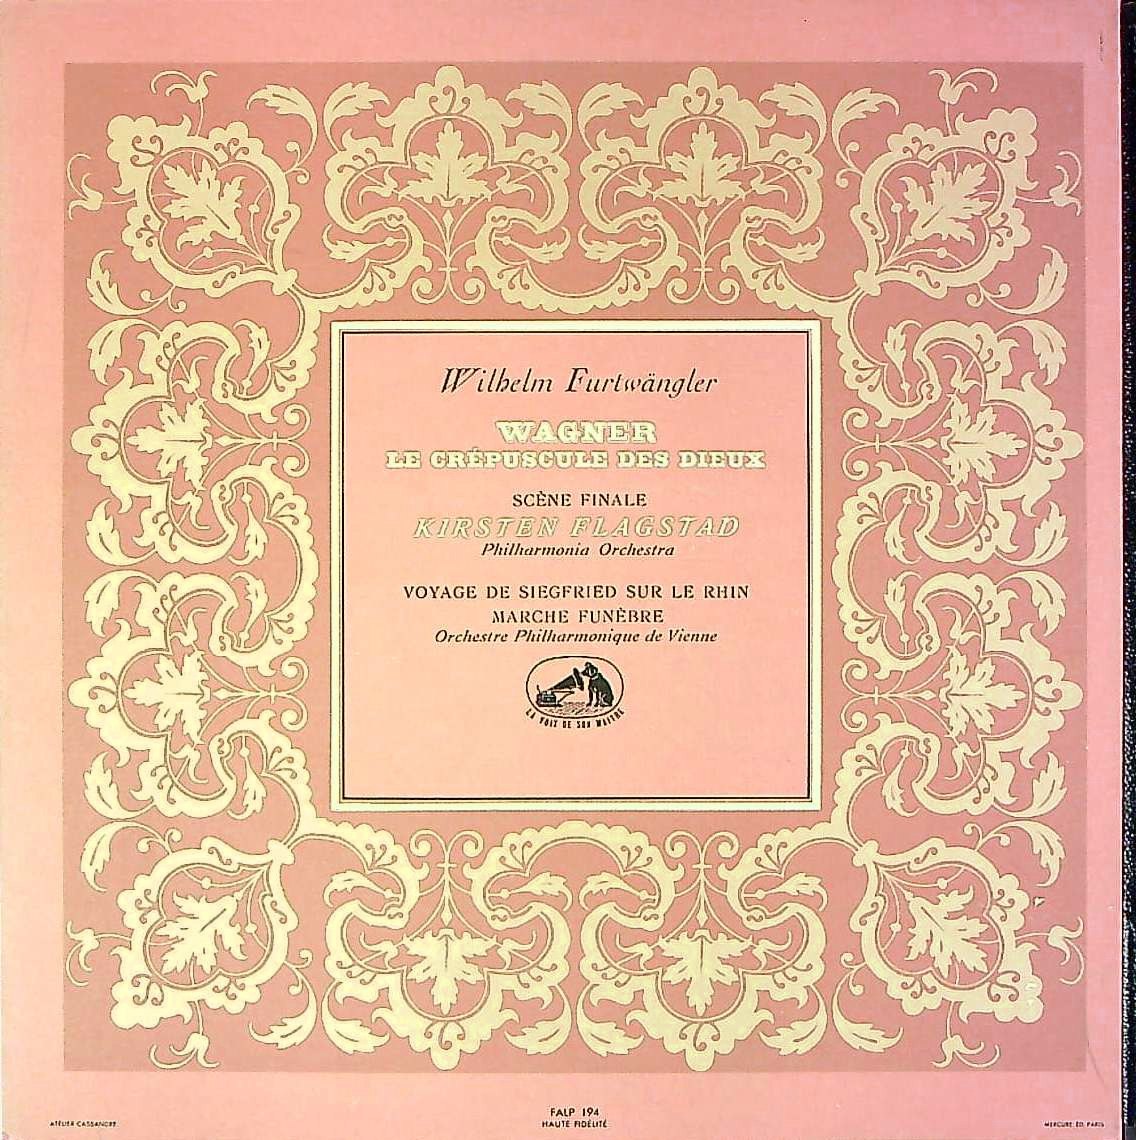 Wilhelm Furtwängler
WAGNER
LE CRÉPUSCULE DES DIEUX
SCÈNE FINALE
KIRSTEN FLAGSTAD
Philharmonia Orchestra
VOYAGE DE SIEGFRIED SUR LE RHIN
MARCHE FUNÈBRE
Orchestre Philharmonique de Vienne
LA VOIX DE SON MAITRE
FALP 194
HAUTE FIDÉLITÉ
ATELIER CASSANDRE
MERCURE ÉD. PARIS